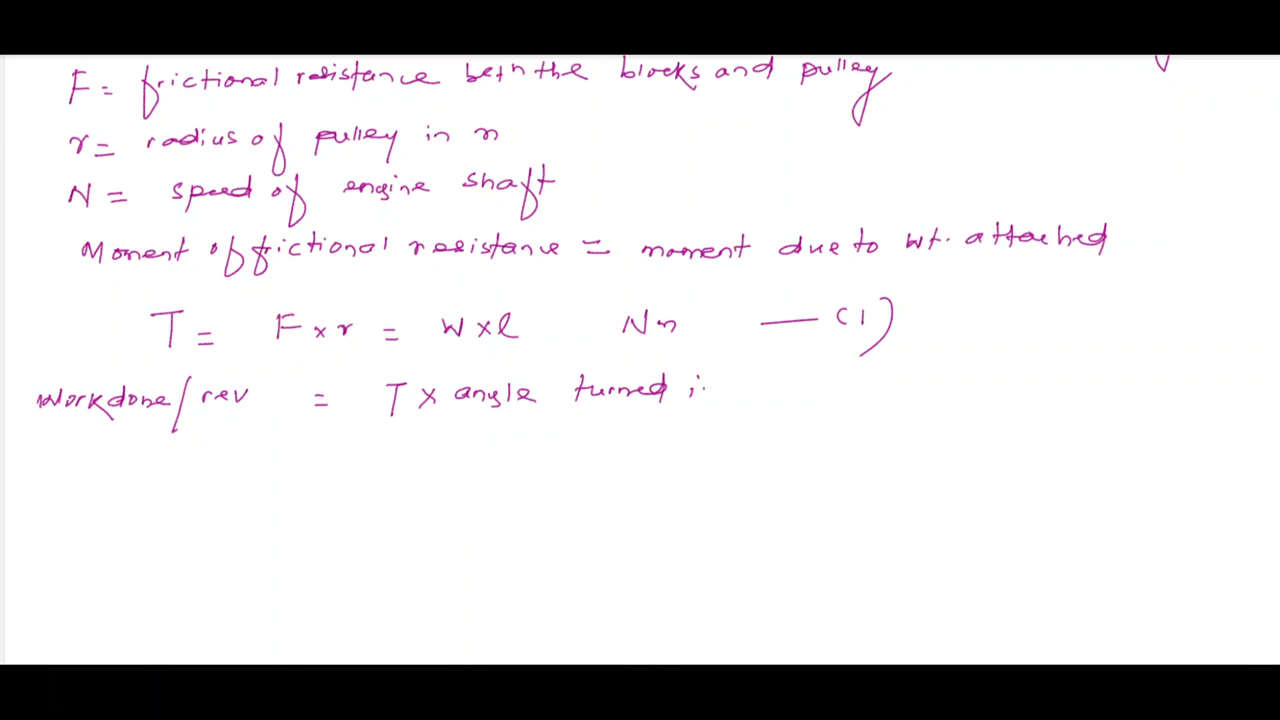 F = frictional resistance betn the blocks and pulley
r = radius of pulley in m
N = speed of engine shaft
Moment of frictional resistance = moment due to wt. attached
T = F × r = W × l Nm — (1)
Workdone/rev = T × angle turned i